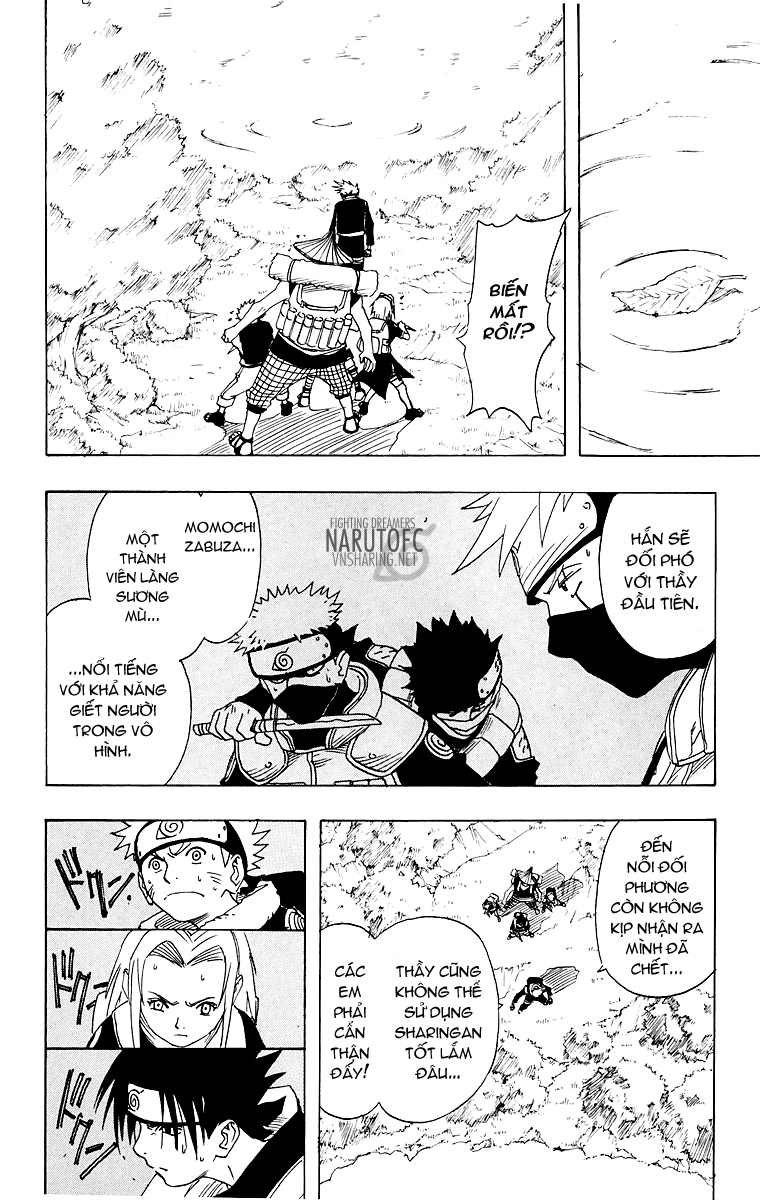 BIẾN
MẤT
RỒI!?
HẮN SẼ
ĐỐI PHÓ
VỚI THẦY
ĐẦU TIÊN.
MOMOCHI
ZABUZA...
MỘT
THÀNH
VIÊN LÀNG
SƯƠNG
MÙ...
...NỔI TIẾNG
VỚI KHẢ NĂNG
GIẾT NGƯỜI
TRONG VÔ
HÌNH.
FIGHTING DREAMERS
NARUTOFC
VNSHARING.NET
ĐẾN
NỖI ĐỐI
PHƯƠNG
CÒN KHÔNG
KỊP NHẬN RA
MÌNH ĐÃ
CHẾT...
THẦY CŨNG
KHÔNG THỂ
SỬ DỤNG
SHARINGAN
TỐT LẮM
ĐÂU...
CÁC
EM
PHẢI
CẨN
THẬN
ĐẤY!
ドクン
ドクン
ドクン